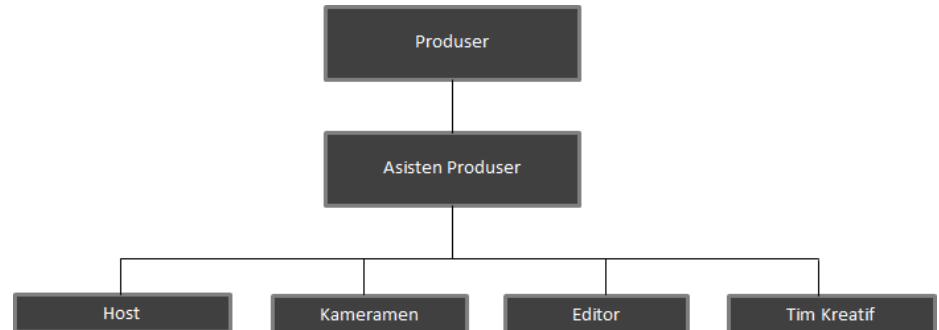 Produser
Asisten Produser
Host
Kameramen
Editor
Tim Kreatif